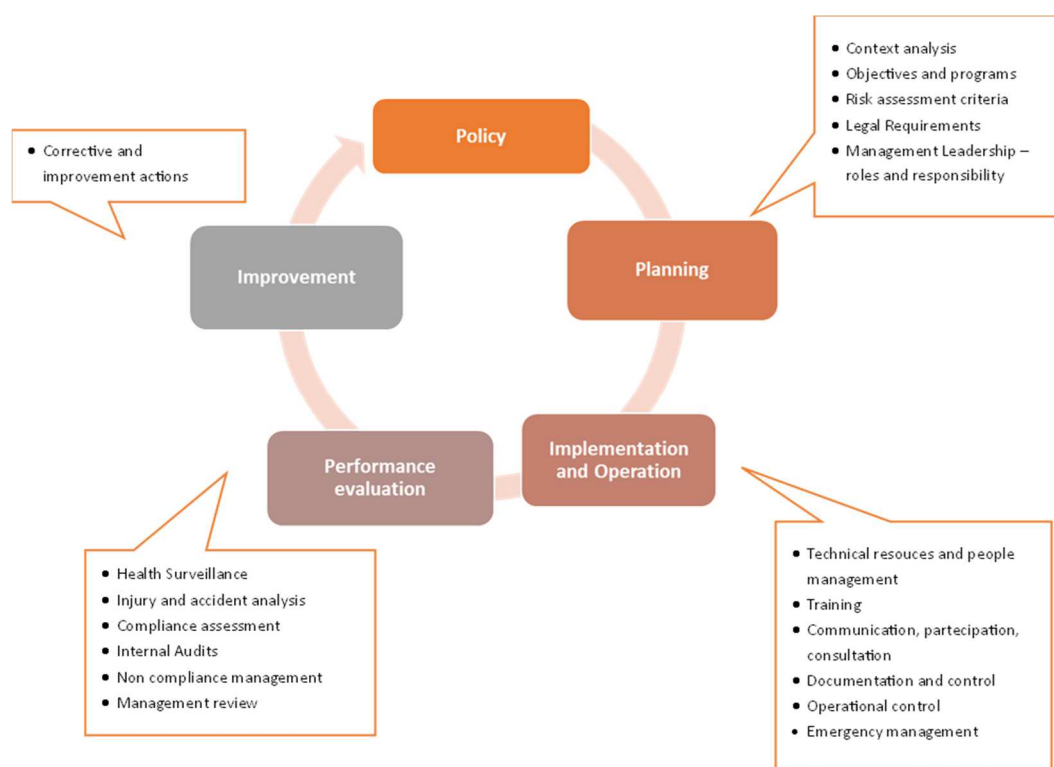 Policy
• Context analysis
• Objectives and programs
• Risk assessment criteria
• Legal Requirements
• Management Leadership –
roles and responsibility
Planning
Implementation
and Operation
• Technical resouces and people
management
• Training
• Communication, partecipation,
consultation
• Documentation and control
• Operational control
• Emergency management
Performance
evaluation
• Health Surveillance
• Injury and accident analysis
• Compliance assessment
• Internal Audits
• Non compliance management
• Management review
Improvement
• Corrective and
improvement actions